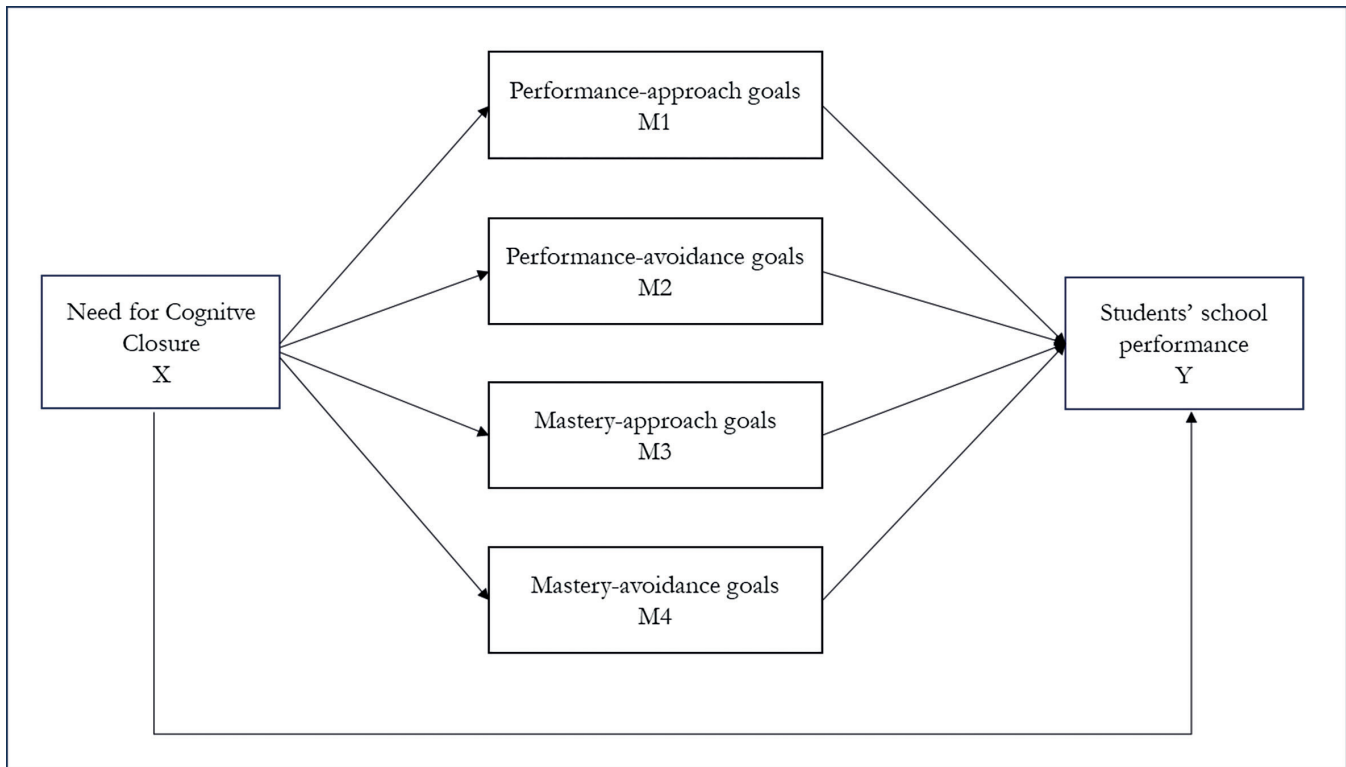 Performance-approach goals
M1
Performance-avoidance goals
M2
Need for Cognitve
Closure
X
Students’ school
performance
Y
Mastery-approach goals
M3
Mastery-avoidance goals
M4